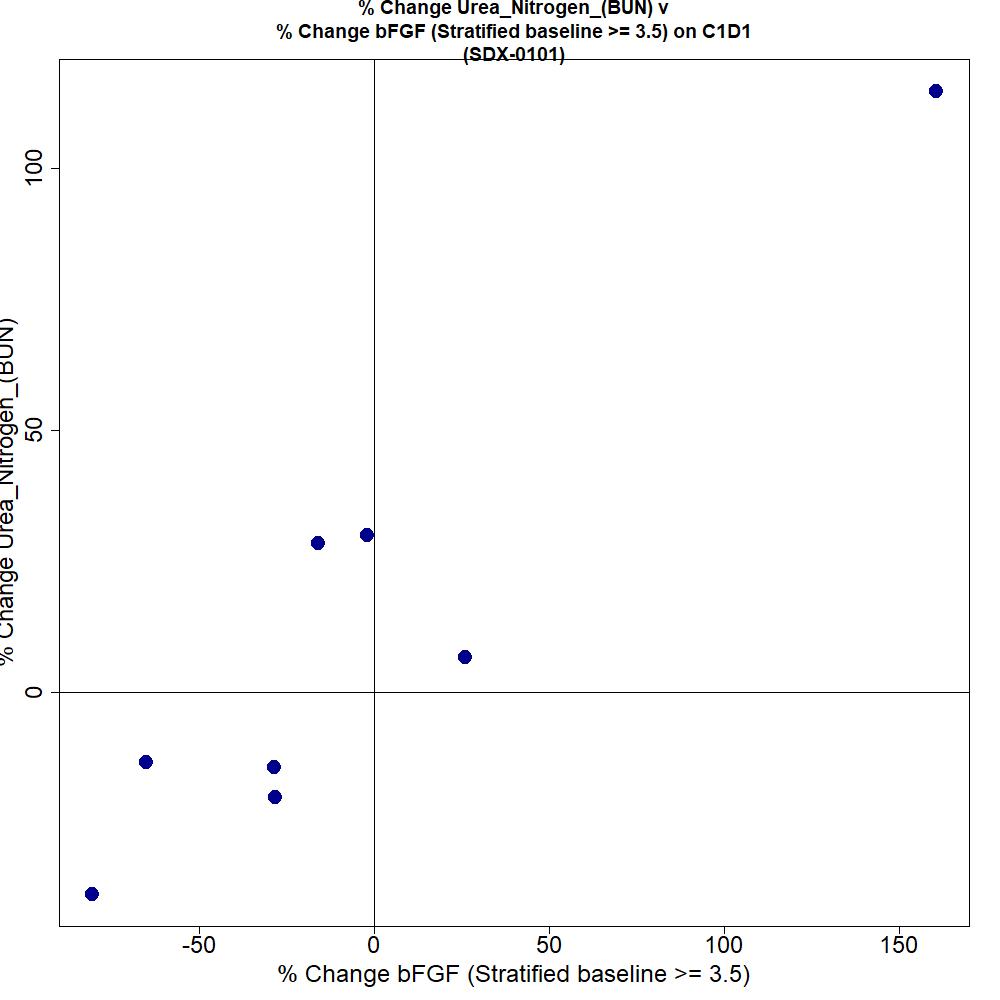 % Change Urea_Nitrogen_(BUN) v
% Change bFGF (Stratified baseline >= 3.5) on C1D1
(SDX-0101)
% Change Urea_Nitrogen_(BUN)
100
50
0
-50
0
50
100
150
% Change bFGF (Stratified baseline >= 3.5)